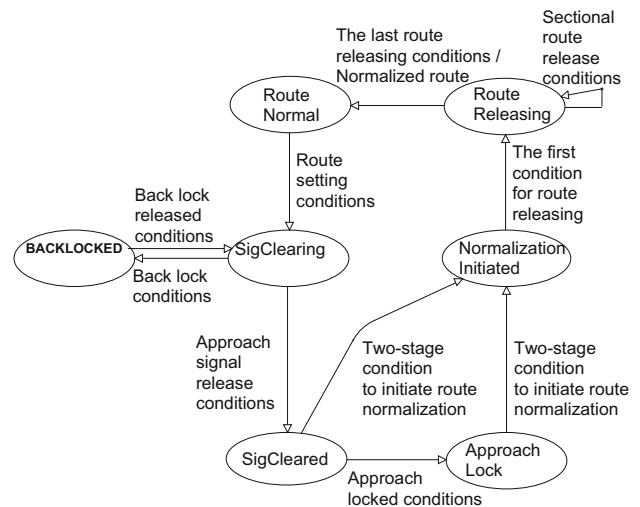 Sectional
route
release
conditions
The last route
releasing conditions /
Normalized route
Route
Normal
Route
Releasing
Route
setting
conditions
The first
condition
for route
releasing
Back lock
released
conditions
BACKLOCKED
SigClearing
Normalization
Initiated
Back lock
conditions
Approach
signal
release
conditions
Two-stage
condition
to initiate route
normalization
Two-stage
condition
to initiate route
normalization
SigCleared
Approach
Lock
Approach
locked conditions